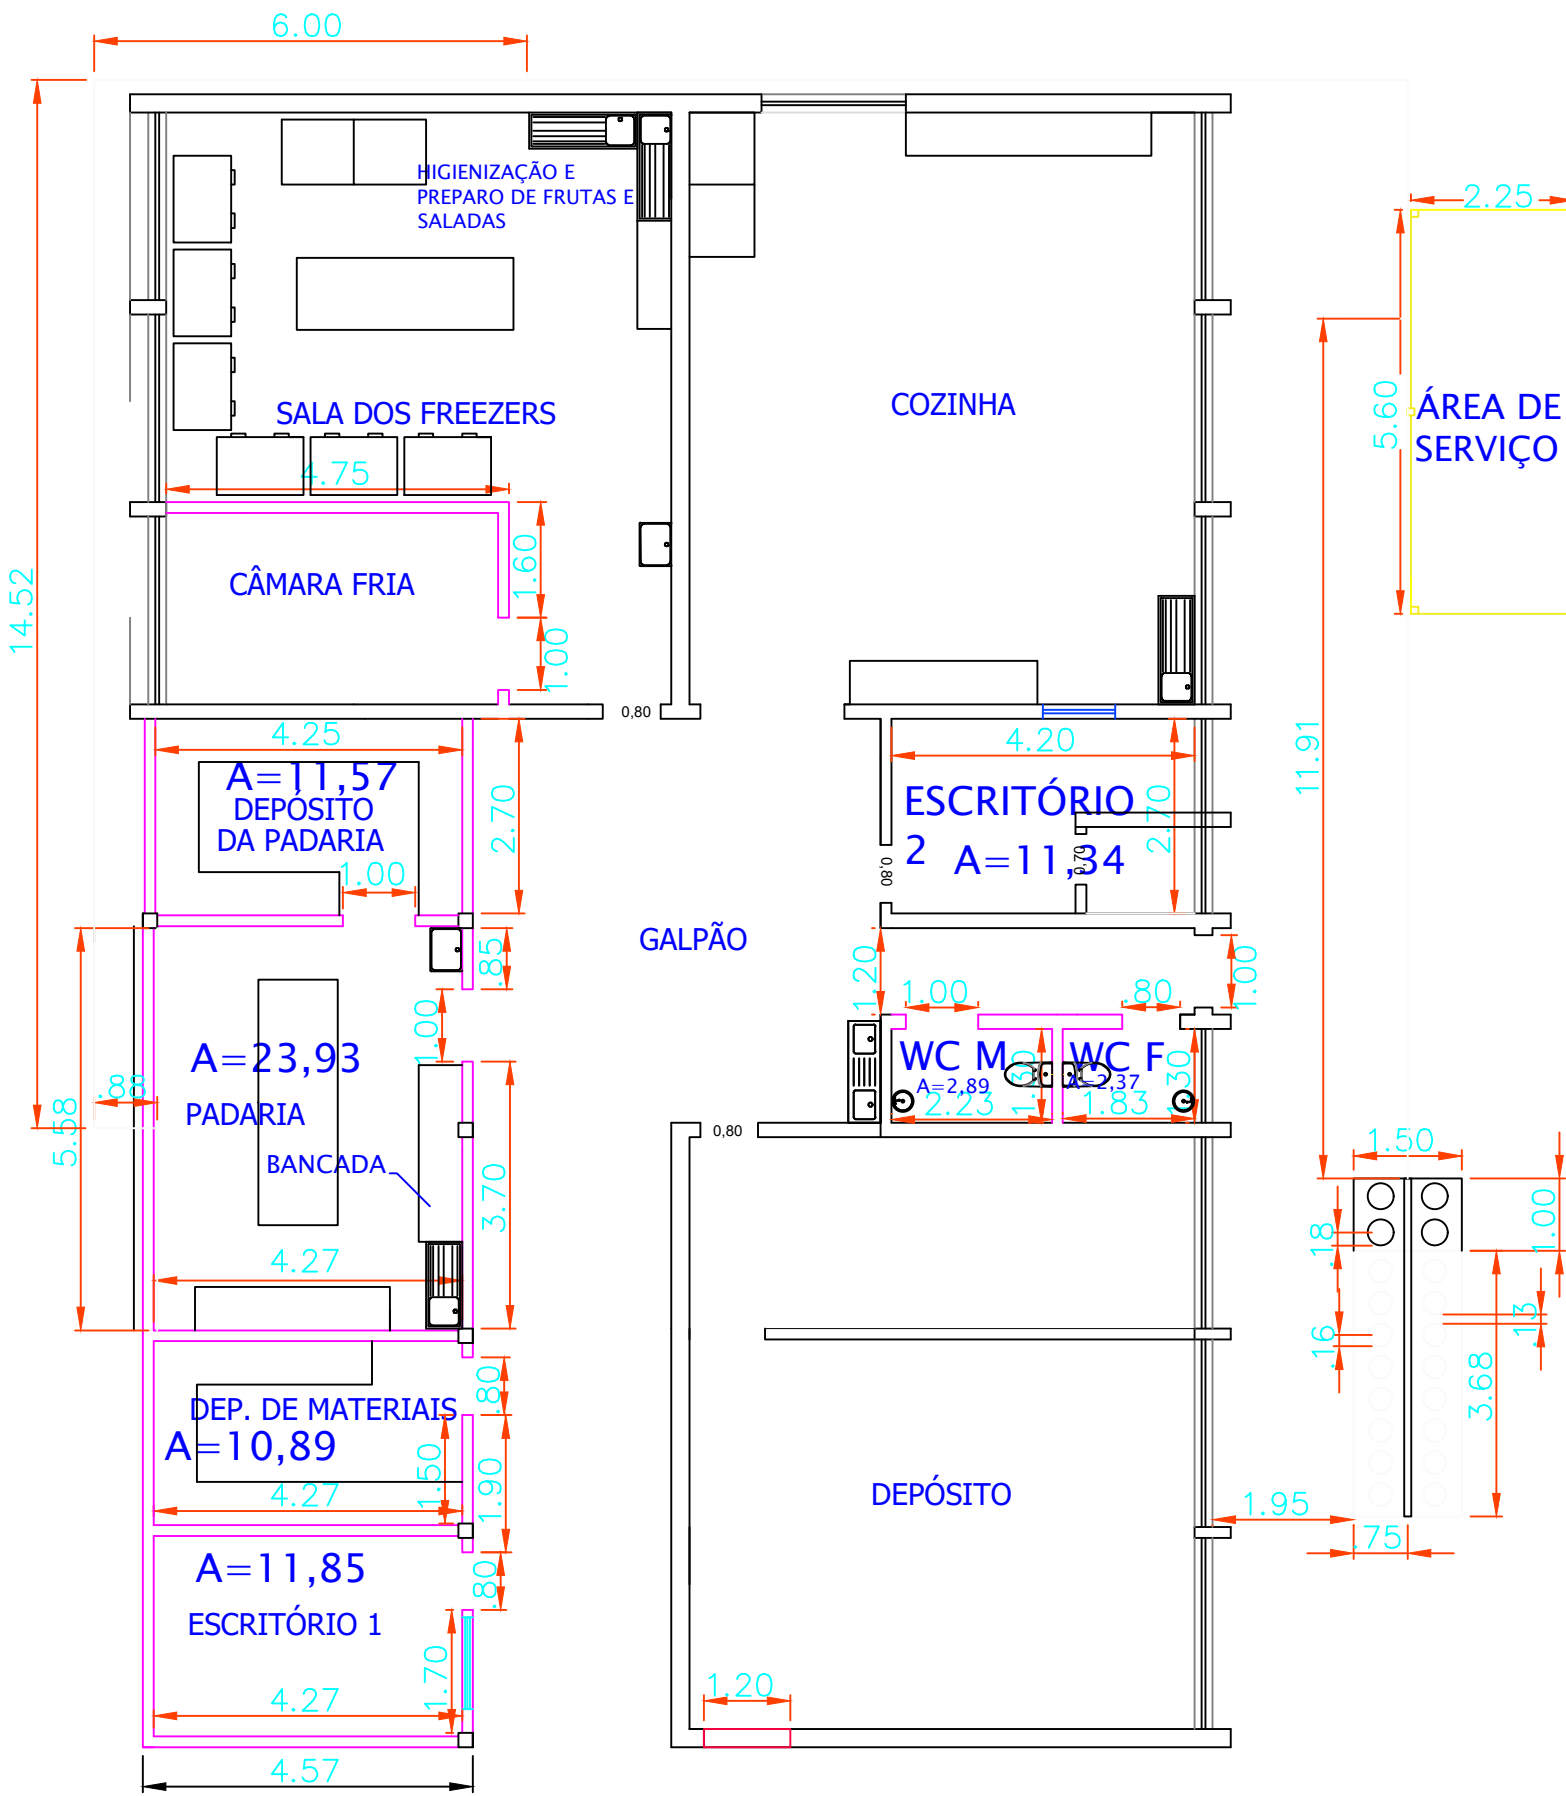 6.00
HIGIENIZAÇÃO E
PREPARO DE FRUTAS E
SALADAS
2.25
SALA DOS FREEZERS
COZINHA
5.60
ÁREA DE
SERVIÇO
4.75
1.60
CÂMARA FRIA
14.52
1.00
0,80
4.25
4.20
11.91
A=11,57
DEPÓSITO
DA PADARIA
2.70
ESCRITÓRIO
2
A=11,34
2.70
0,80
0,70
1.00
GALPÃO
.85
1.20
1.00
1.00
.80
1.00
A=23,93
PADARIA
.88
5.58
WC M
A=2,89
1.30
2.23
WC F
A=2,37
1.30
1.83
0,80
BANCADA
3.70
4.27
1.50
1.00
.18
.16
.13
3.68
.80
DEP. DE MATERIAIS
A=10,89
1.50
1.90
4.27
DEPÓSITO
1.95
.75
A=11,85
ESCRITÓRIO 1
.80
1.70
4.27
1.20
4.57